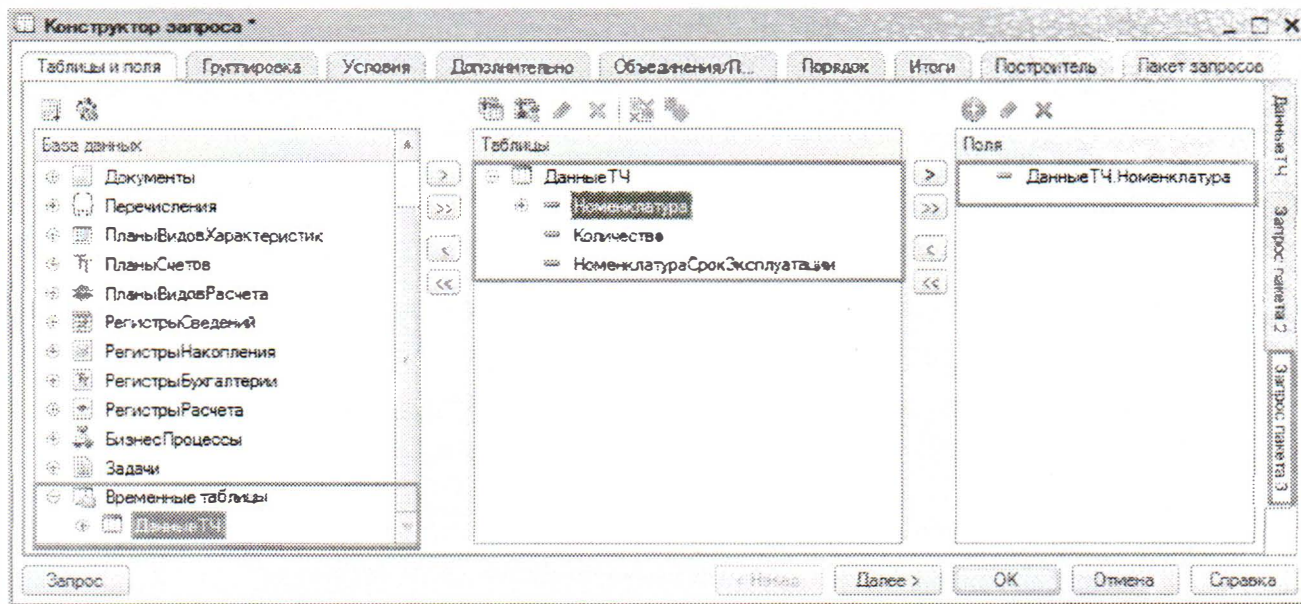 Конструктор запроса *
Таблицы и поля
Группировка
Условия
Дополнительно
Объединения/П...
Порядок
Итоги
Построитель
Пакет запросов
База данных
Документы
Перечисления
ПланыВидовХарактеристик
ПланыСчетов
ПланыВидовРасчета
РегистрыСведений
РегистрыНакопления
РегистрыБухгалтерии
РегистрыРасчета
БизнесПроцессы
Задачи
Временные таблицы
ДанныеТЧ
>
>>
<
<<
Таблицы
ДанныеТЧ
Номенклатура
Количество
НоменклатураСрокЭксплуатации
>
>>
<
<<
Поля
ДанныеТЧ.Номенклатура
ДанныеТЧ
Запрос пакета 2
Запрос пакета 3
Запрос
< Назад
Далее >
OK
Отмена
Справка